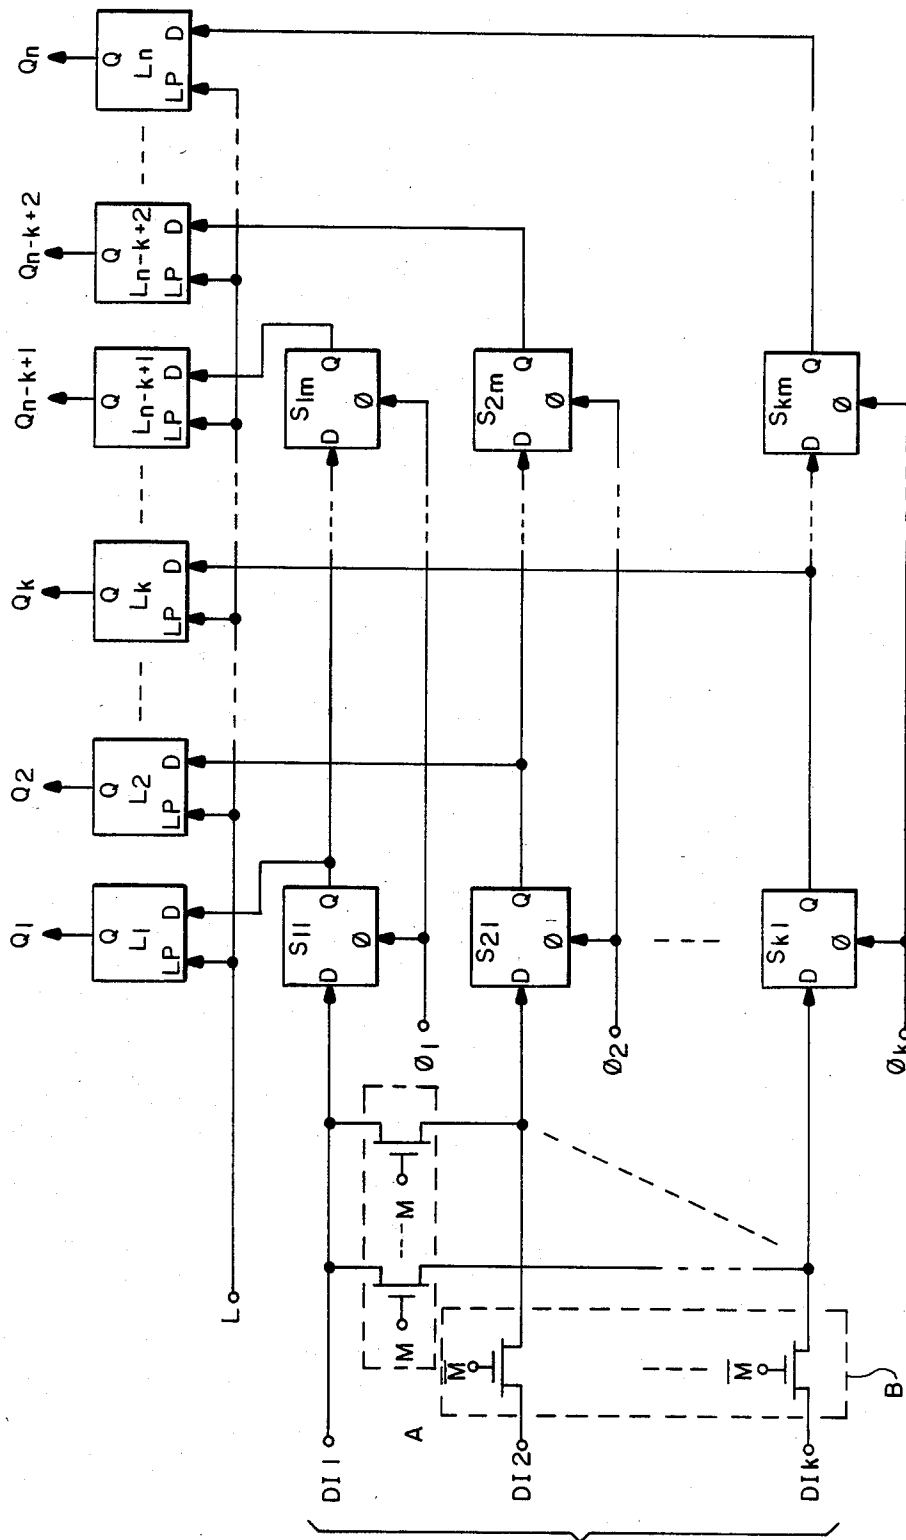 Q1 Q2 Qk Qn-k+1 Qn-k+2 Qn
Q Q Q Q Q Q
L1 L2 Lk Ln-k+1 Ln-k+2 Ln
LP D LP D LP D LP D LP D LP D
L
DI1
D S11 Q Ø
D S1m Q Ø
M M
A
Ø1
DI2
M̅
D S21 Q Ø
D S2m Q Ø
Ø2
DIk
M̅
D Sk1 Q Ø
D Skm Q Ø
Øk
B